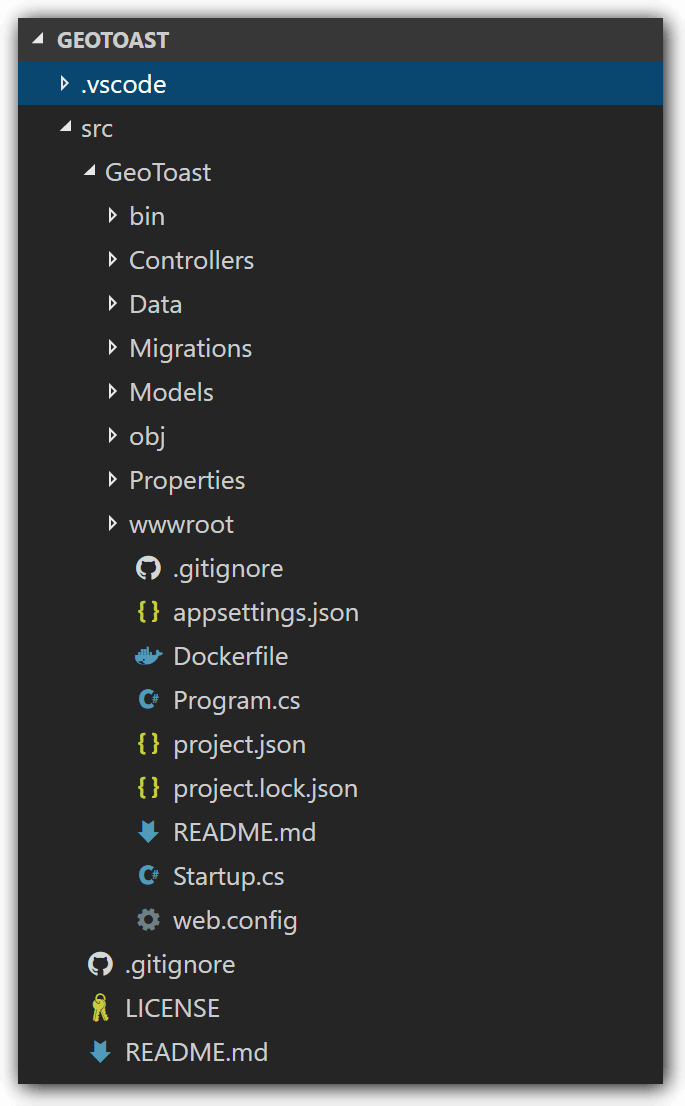 GEOTOAST
.vscode
src
GeoToast
bin
Controllers
Data
Migrations
Models
obj
Properties
wwwroot
.gitignore
{ } appsettings.json
Dockerfile
C# Program.cs
{ } project.json
{ } project.lock.json
README.md
C# Startup.cs
web.config
.gitignore
LICENSE
README.md